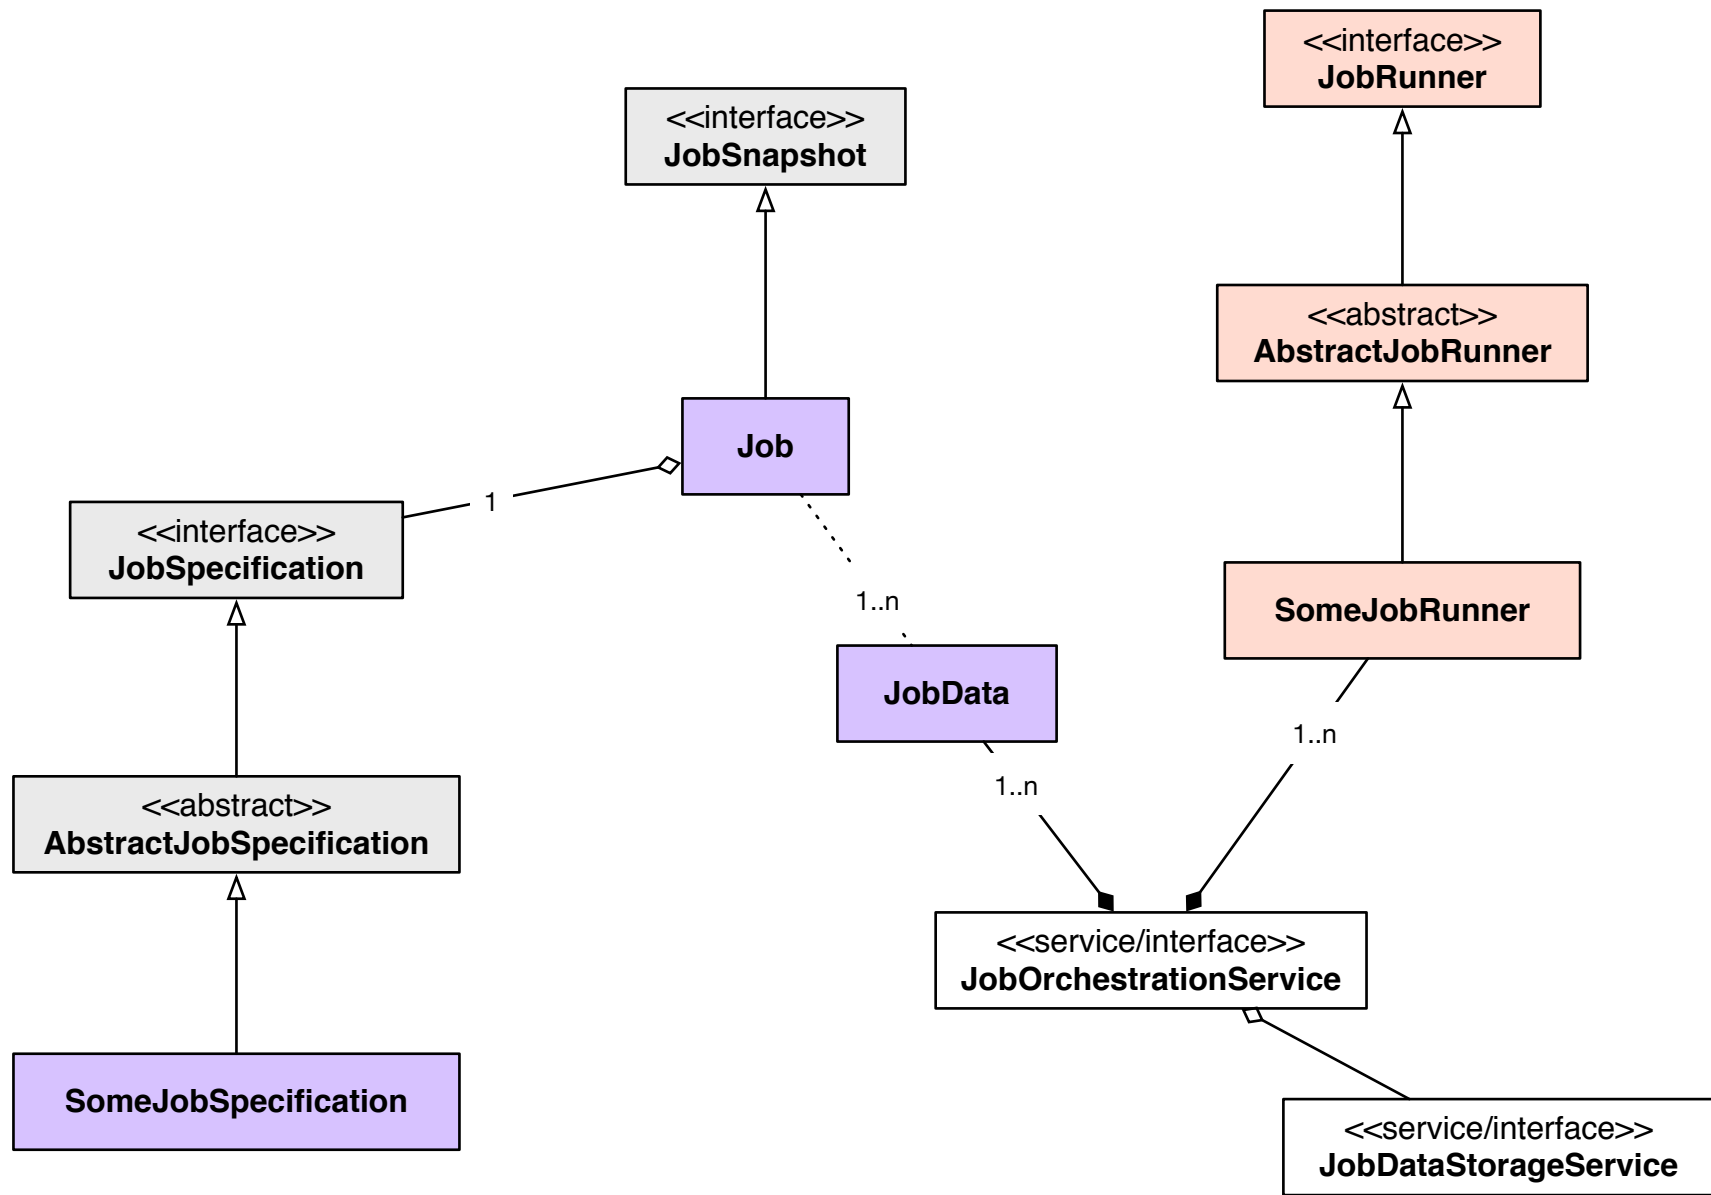 <<interface>>
JobRunner
<<interface>>
JobSnapshot
<<abstract>>
AbstractJobRunner
Job
1
<<interface>>
JobSpecification
1..n
SomeJobRunner
JobData
1..n
1..n
<<abstract>>
AbstractJobSpecification
<<service/interface>>
JobOrchestrationService
SomeJobSpecification
<<service/interface>>
JobDataStorageService